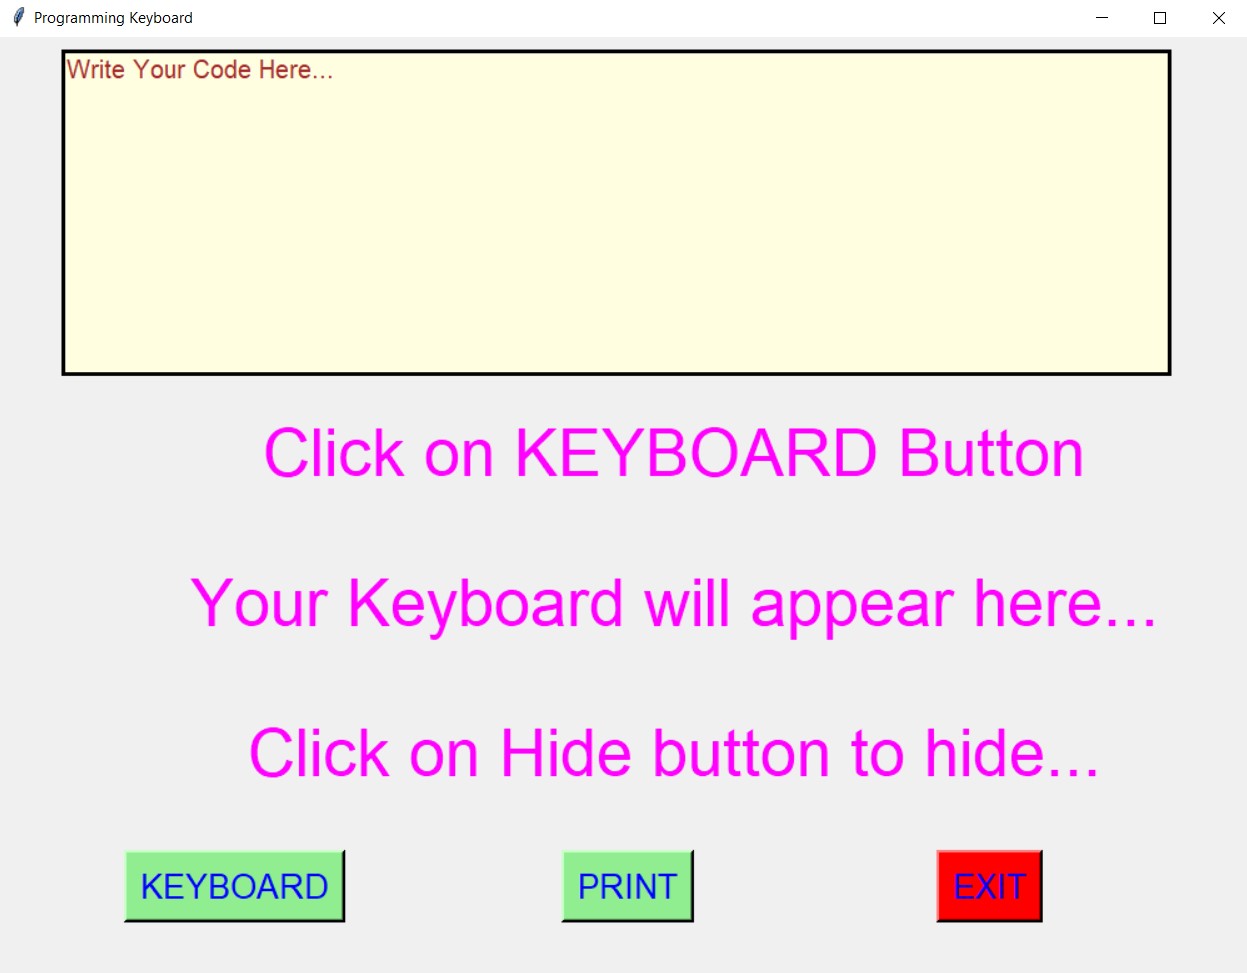 Programming Keyboard
Write Your Code Here...
Click on KEYBOARD Button
Your Keyboard will appear here...
Click on Hide button to hide...
KEYBOARD PRINT EXIT